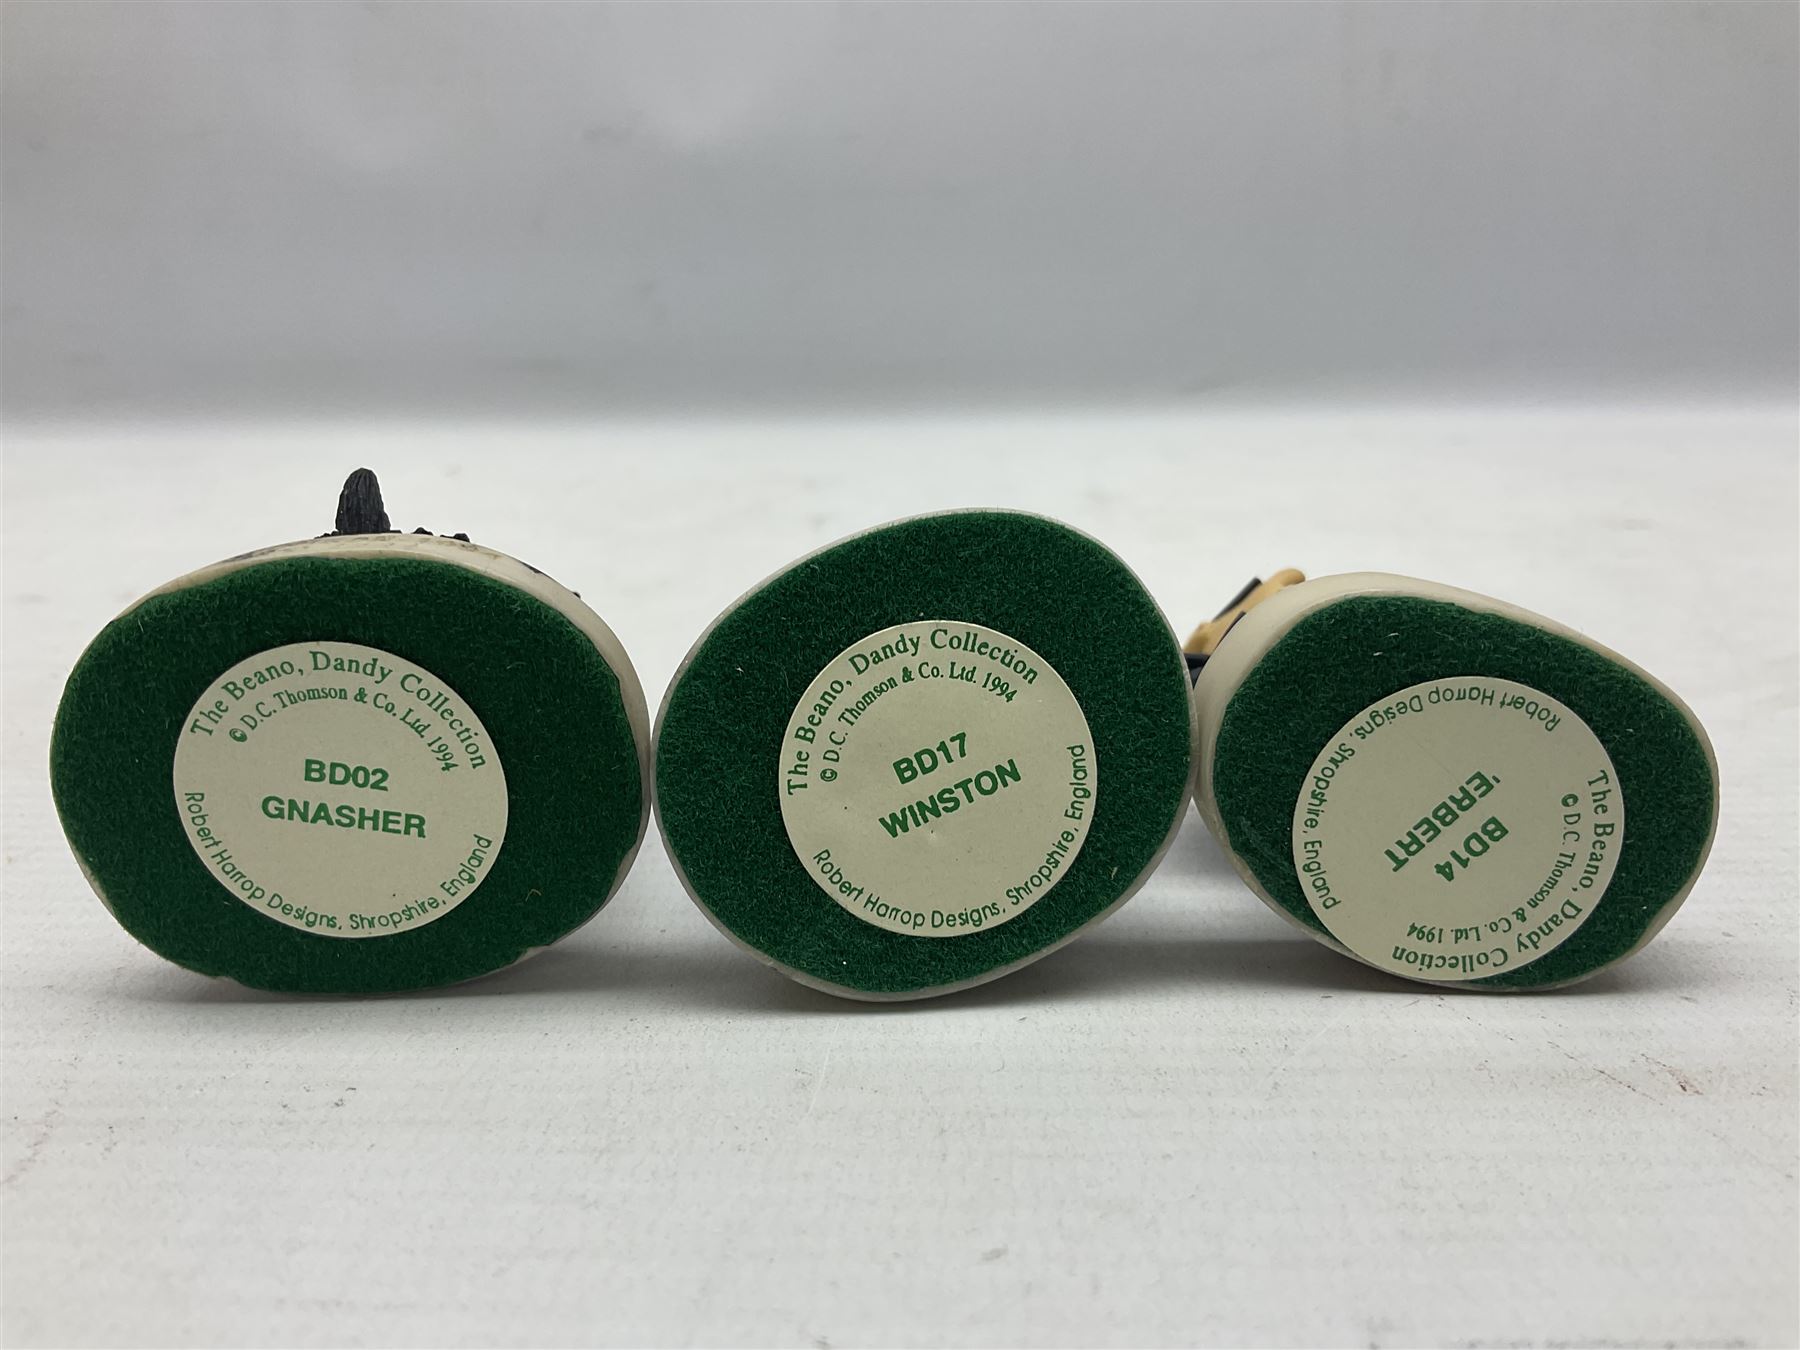 The Beano, Dandy Collection
© D.C. Thomson & Co. Ltd. 1994
BD02
GNASHER
Robert Harrop Designs, Shropshire, England
The Beano, Dandy Collection
© D.C. Thomson & Co. Ltd. 1994
BD17
WINSTON
Robert Harrop Designs, Shropshire, England
The Beano, Dandy Collection
© D.C. Thomson & Co. Ltd. 1994
BD14
'ERBERT
Robert Harrop Designs, Shropshire, England